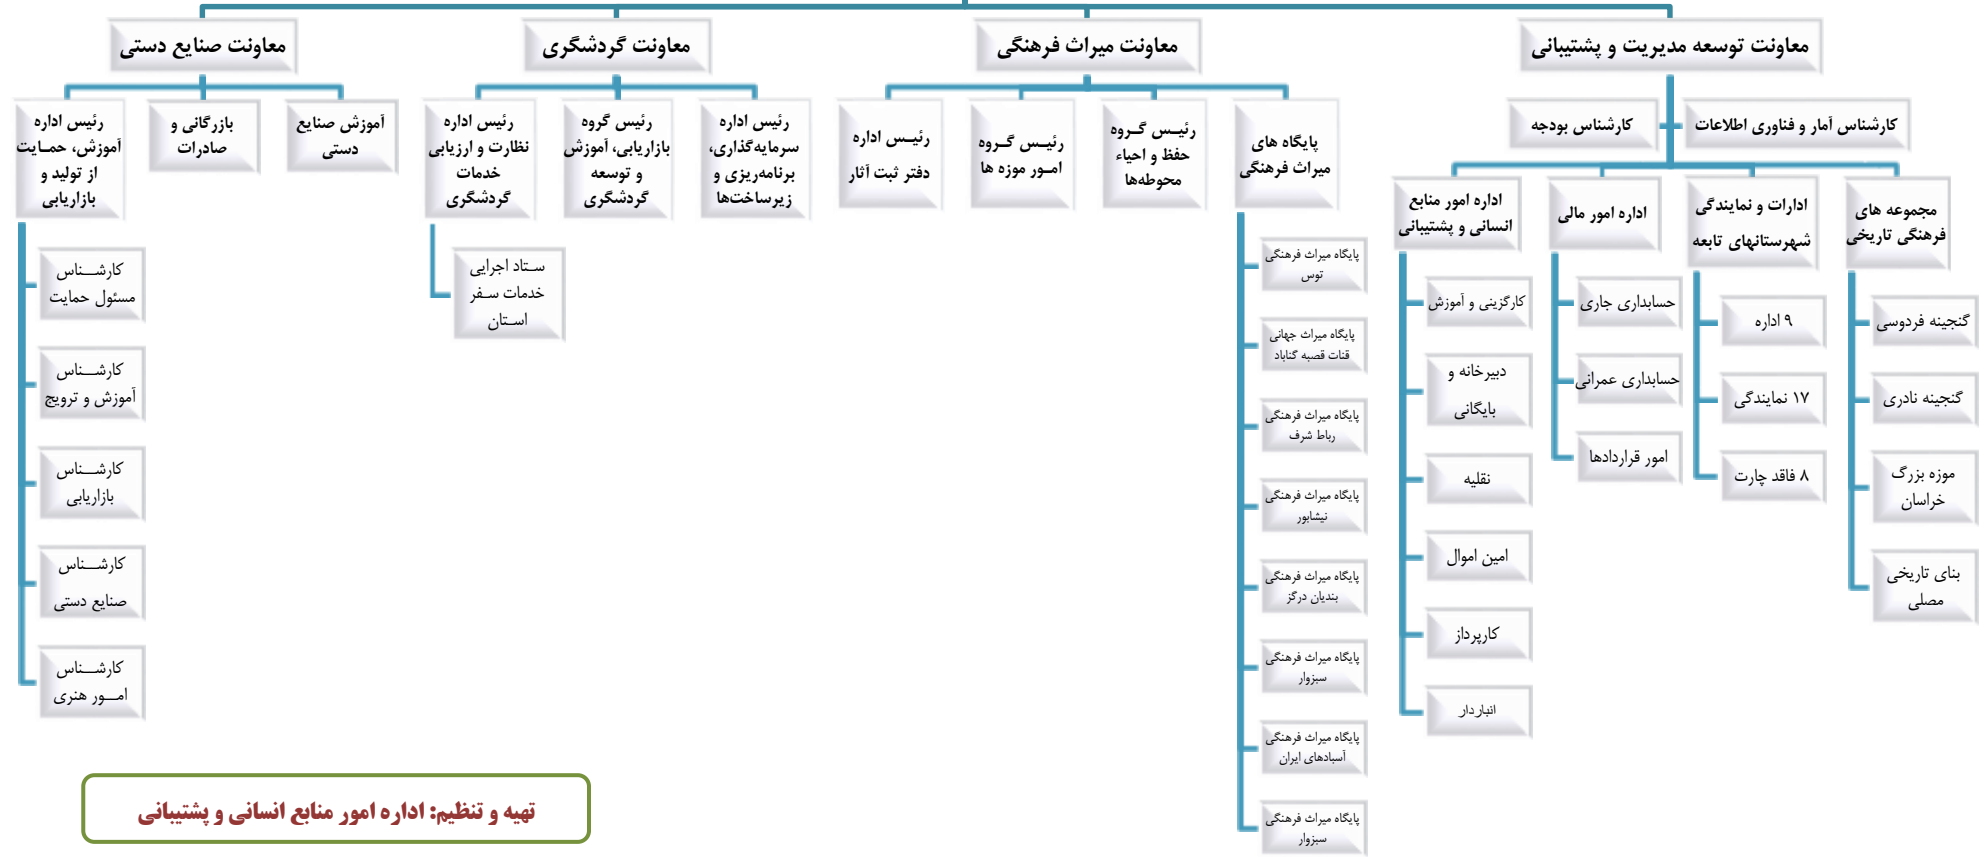 معاونت توسعه مدیریت و پشتیبانی
معاونت میراث فرهنگی
معاونت گردشگری
معاونت صنایع دستی
کارشناس آمار و فناوری اطلاعات
کارشناس بودجه
مجموعه های
فرهنگی تاریخی
گنجینه فردوسی
گنجینه نادری
موزه بزرگ
خراسان
بنای تاریخی
مصلی
ادارات و نمایندگی
شهرستانهای تابعه
۹ اداره
۱۷ نمایندگی
۸ فاقد چارت
اداره امور مالی
حسابداری جاری
حسابداری عمرانی
امور قراردادها
اداره امور منابع
انسانی و پشتیبانی
کارگزینی و آموزش
دبیرخانه و
بایگانی
نقلیه
امین اموال
کارپرداز
انباردار
پایگاه های
میراث فرهنگی
پایگاه میراث فرهنگی
توس
پایگاه میراث جهانی
قنات قصبه گناباد
پایگاه میراث فرهنگی
رباط شرف
پایگاه میراث فرهنگی
نیشابور
پایگاه میراث فرهنگی
بندیان درگز
پایگاه میراث فرهنگی
سبزوار
پایگاه میراث فرهنگی
آسبادهای ایران
پایگاه میراث فرهنگی
سبزوار
رئیس گروه
حفظ و احیاء
محوطه‌ها
رئیس گروه
امور موزه ها
رئیس اداره
دفتر ثبت آثار
رئیس اداره
سرمایه‌گذاری،
برنامه‌ریزی و
زیرساخت‌ها
رئیس گروه
بازاریابی، آموزش
و توسعه
گردشگری
رئیس اداره
نظارت و ارزیابی
خدمات
گردشگری
ستاد اجرایی
خدمات سفر
استان
آموزش صنایع
دستی
بازرگانی و
صادرات
رئیس اداره
آموزش، حمایت
از تولید و
بازاریابی
کارشناس
مسئول حمایت
کارشناس
آموزش و ترویج
کارشناس
بازاریابی
کارشناس
صنایع دستی
کارشناس
امور هنری
تهیه و تنظیم: اداره امور منابع انسانی و پشتیبانی